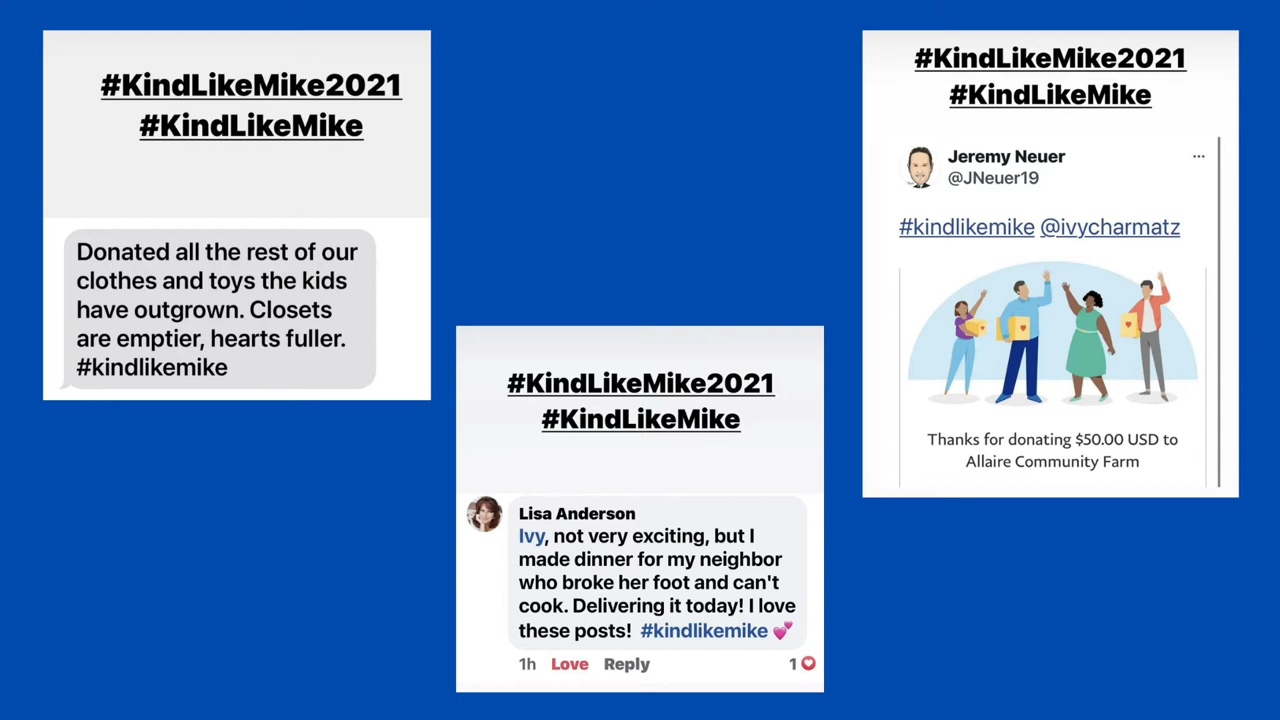 #KindLikeMike2021
#KindLikeMike
Donated all the rest of our
clothes and toys the kids
have outgrown. Closets
are emptier, hearts fuller.
#kindlikemike
#KindLikeMike2021
#KindLikeMike
Lisa Anderson
Ivy, not very exciting, but I
made dinner for my neighbor
who broke her foot and can't
cook. Delivering it today! I love
these posts! #kindlikemike 💕
1h Love Reply 1
#KindLikeMike2021
#KindLikeMike
Jeremy Neuer
@JNeuer19
#kindlikemike @ivycharmatz
Thanks for donating $50.00 USD to
Allaire Community Farm